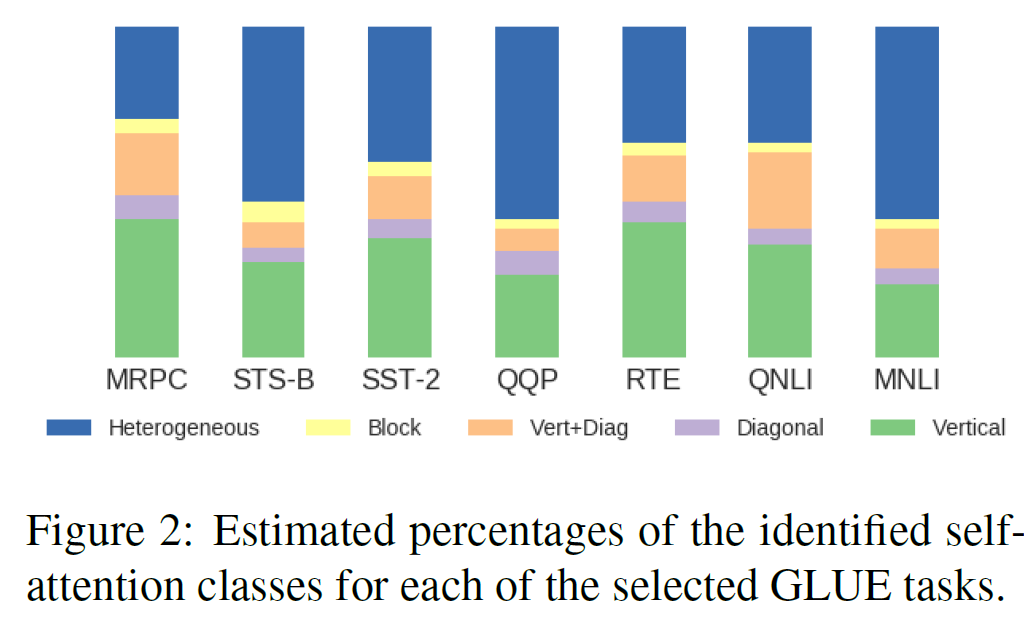 MRPC STS-B SST-2 QQP RTE QNLI MNLI
Heterogeneous Block Vert+Diag Diagonal Vertical
Figure 2: Estimated percentages of the identified self-
attention classes for each of the selected GLUE tasks.